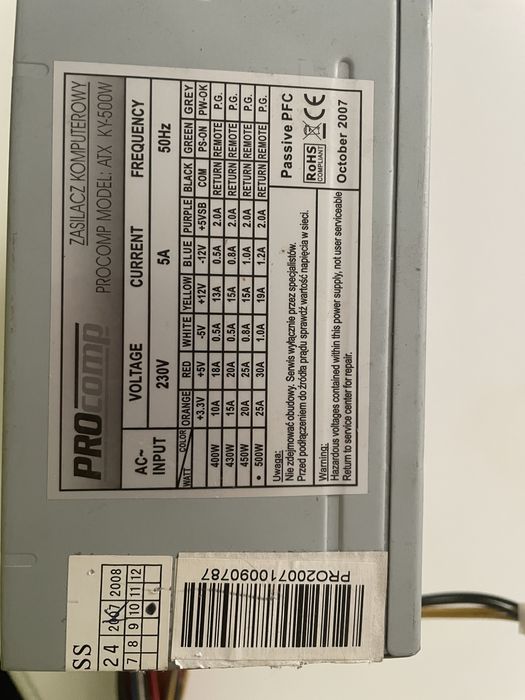 PROcomp
ZASILACZ KOMPUTEROWY
PROCOMP MODEL: ATX KY-500W
AC~ INPUT VOLTAGE CURRENT FREQUENCY
230V 5A 50Hz
WATT COLOR ORANGE RED WHITE YELLOW BLUE PURPLE BLACK GREEN GREY
+3.3V +5V -5V +12V -12V +5VSB COM PS-ON PW-OK
400W 10A 18A 0.5A 13A 0.5A 2.0A RETURN REMOTE P.G.
430W 15A 20A 0.5A 15A 0.8A 2.0A RETURN REMOTE P.G.
450W 20A 25A 0.8A 15A 1.0A 2.0A RETURN REMOTE P.G.
• 500W 25A 30A 1.0A 19A 1.2A 2.0A RETURN REMOTE P.G.
Uwaga:
Nie zdejmować obudowy. Serwis wyłącznie przez specjalistów.
Przed podłączeniem do źródła prądu sprawdź wartość napięcia w sieci.
Warning:
Hazardous voltages contained within this power supply, not user serviceable
Return to service center for repair.
Passive PFC
RoHS
COMPLIANT
CE
October 2007
SS
24 2007 2008
7 8 9 10 11 12
PRO200710090787